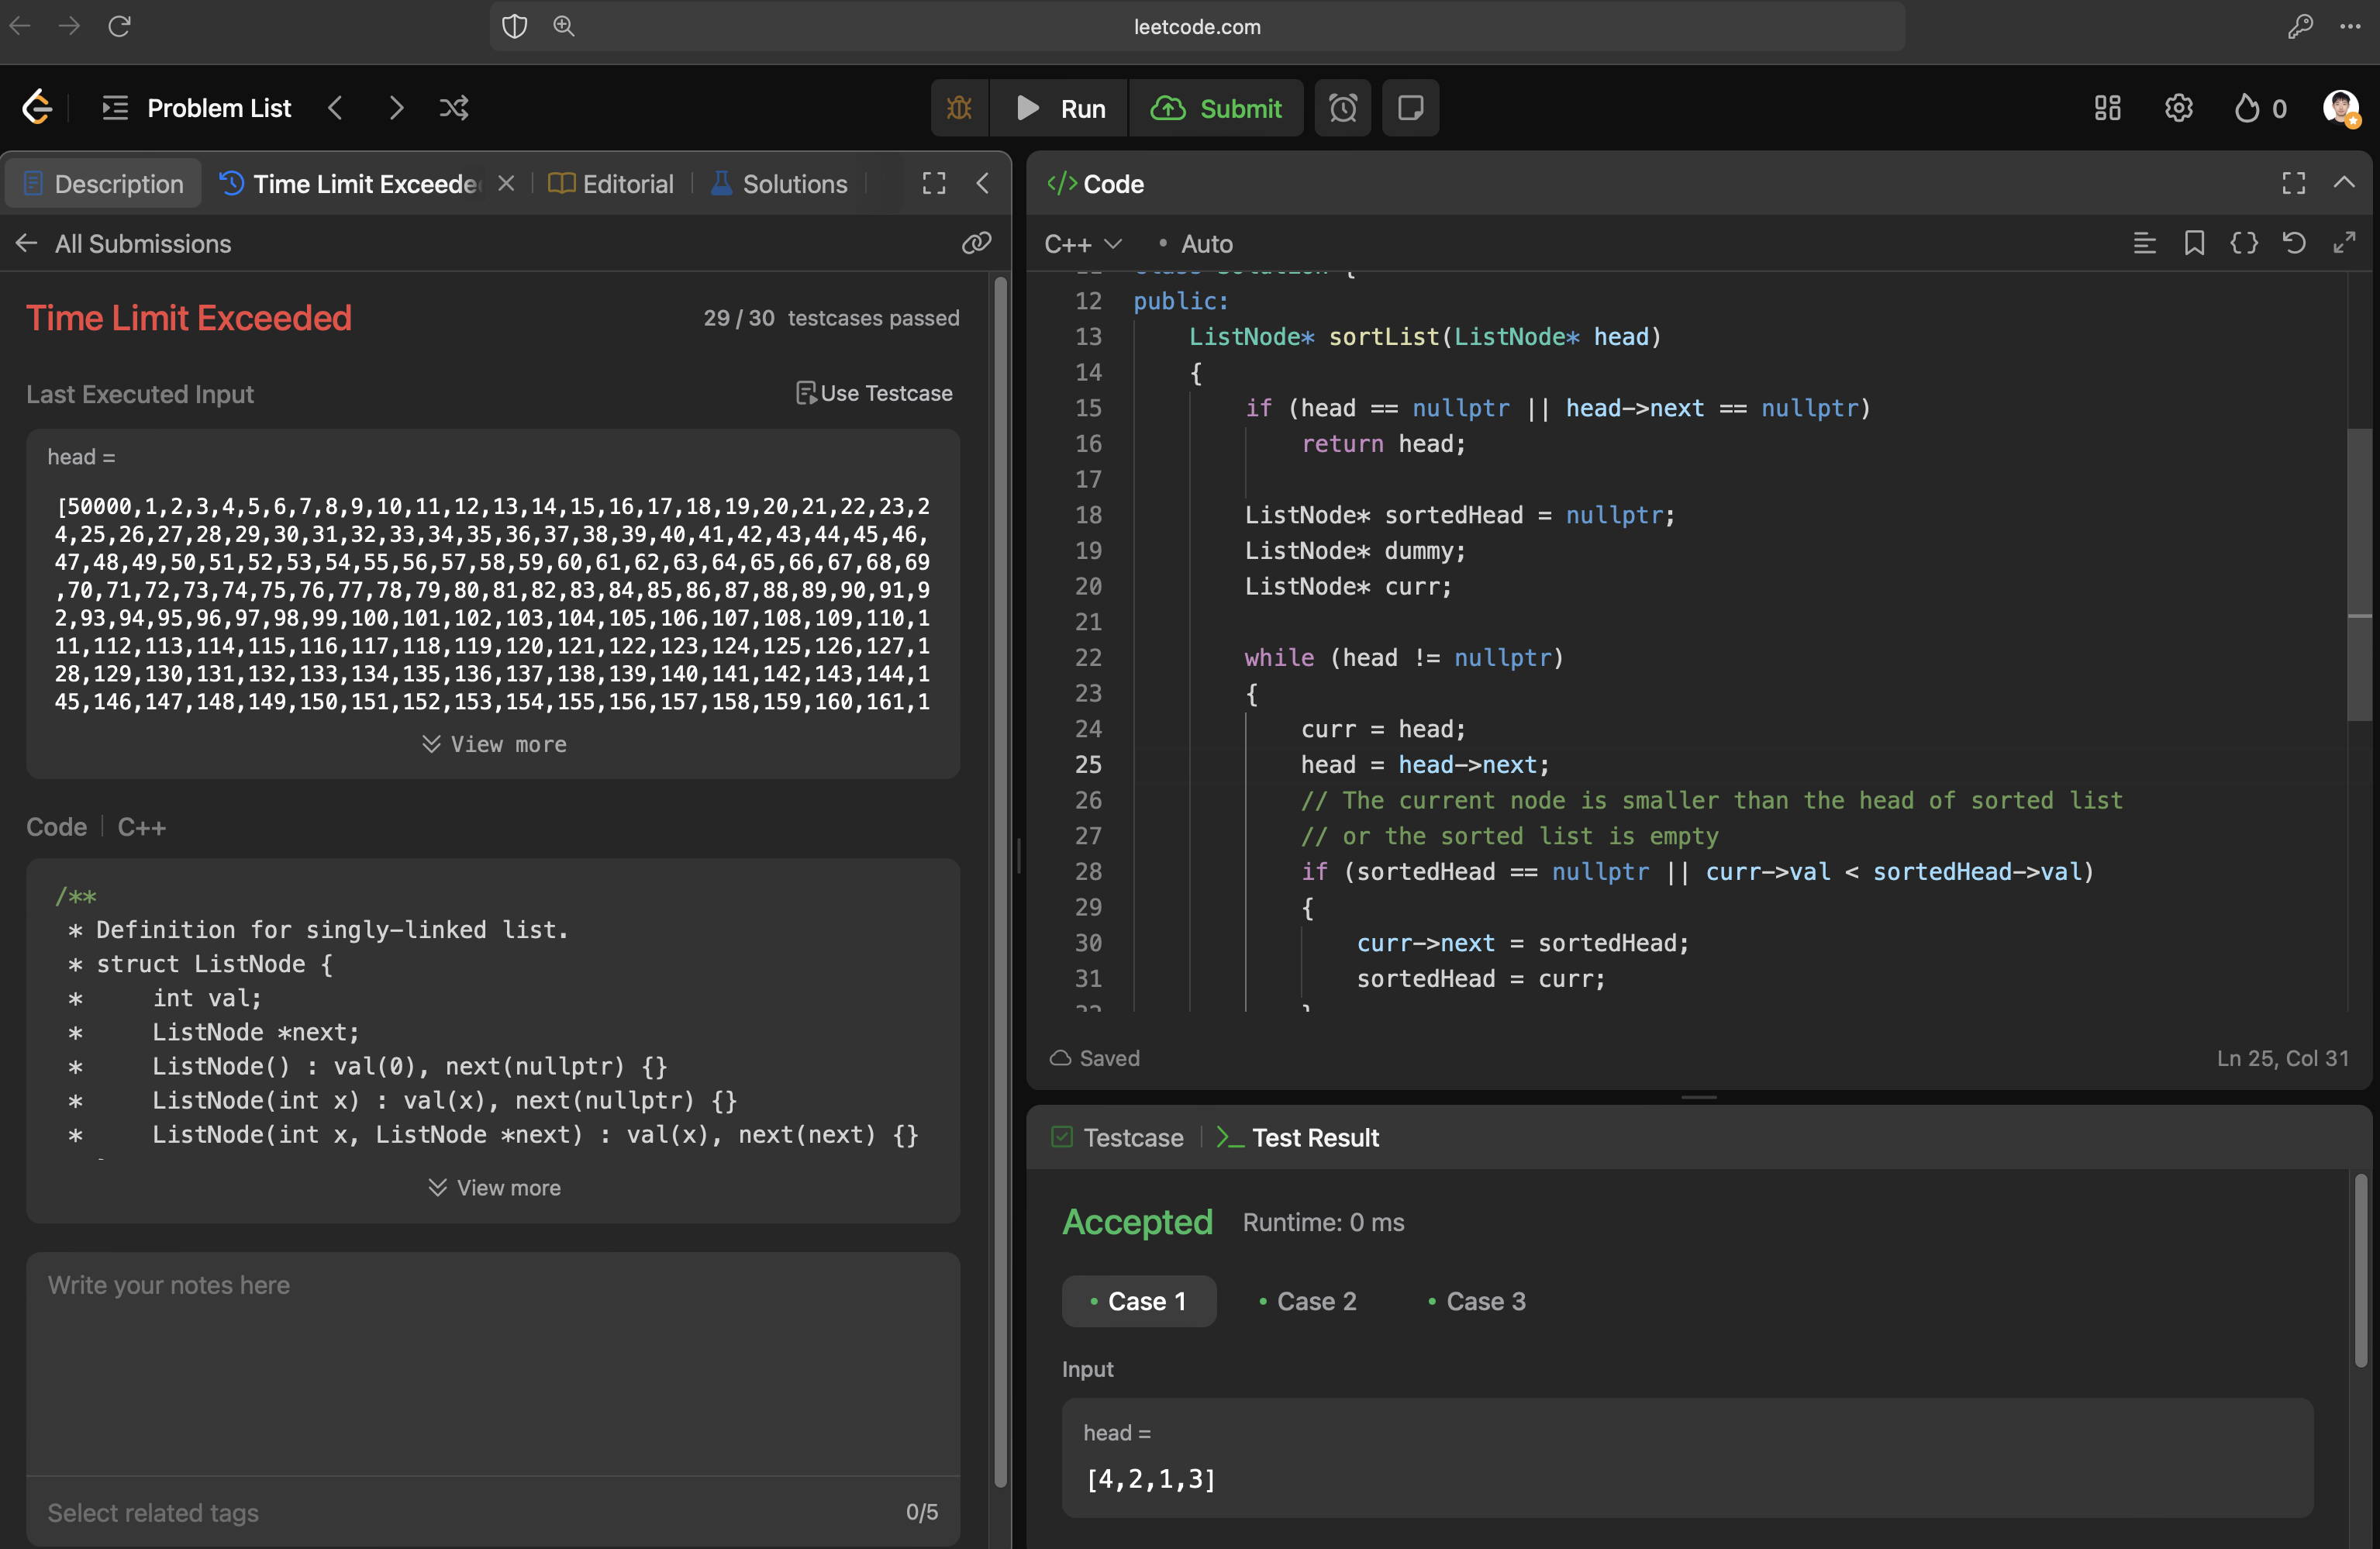 leetcode.com
Problem List
Run
Submit
0
Description
Time Limit Exceede
Editorial
Solutions
All Submissions
Time Limit Exceeded
29 / 30 testcases passed
Last Executed Input
Use Testcase
head =
[50000,1,2,3,4,5,6,7,8,9,10,11,12,13,14,15,16,17,18,19,20,21,22,23,2
4,25,26,27,28,29,30,31,32,33,34,35,36,37,38,39,40,41,42,43,44,45,46,
47,48,49,50,51,52,53,54,55,56,57,58,59,60,61,62,63,64,65,66,67,68,69
,70,71,72,73,74,75,76,77,78,79,80,81,82,83,84,85,86,87,88,89,90,91,9
2,93,94,95,96,97,98,99,100,101,102,103,104,105,106,107,108,109,110,1
11,112,113,114,115,116,117,118,119,120,121,122,123,124,125,126,127,1
28,129,130,131,132,133,134,135,136,137,138,139,140,141,142,143,144,1
45,146,147,148,149,150,151,152,153,154,155,156,157,158,159,160,161,1
View more
Code | C++
/**
* Definition for singly-linked list.
* struct ListNode {
*     int val;
*     ListNode *next;
*     ListNode() : val(0), next(nullptr) {}
*     ListNode(int x) : val(x), next(nullptr) {}
*     ListNode(int x, ListNode *next) : val(x), next(next) {}
View more
Write your notes here
Select related tags
0/5
</> Code
C++
• Auto
12 public:
13     ListNode* sortList(ListNode* head)
14     {
15         if (head == nullptr || head->next == nullptr)
16             return head;
17
18         ListNode* sortedHead = nullptr;
19         ListNode* dummy;
20         ListNode* curr;
21
22         while (head != nullptr)
23         {
24             curr = head;
25             head = head->next;
26             // The current node is smaller than the head of sorted list
27             // or the sorted list is empty
28             if (sortedHead == nullptr || curr->val < sortedHead->val)
29             {
30                 curr->next = sortedHead;
31                 sortedHead = curr;
Saved
Ln 25, Col 31
Testcase
Test Result
Accepted
Runtime: 0 ms
• Case 1
• Case 2
• Case 3
Input
head =
[4,2,1,3]